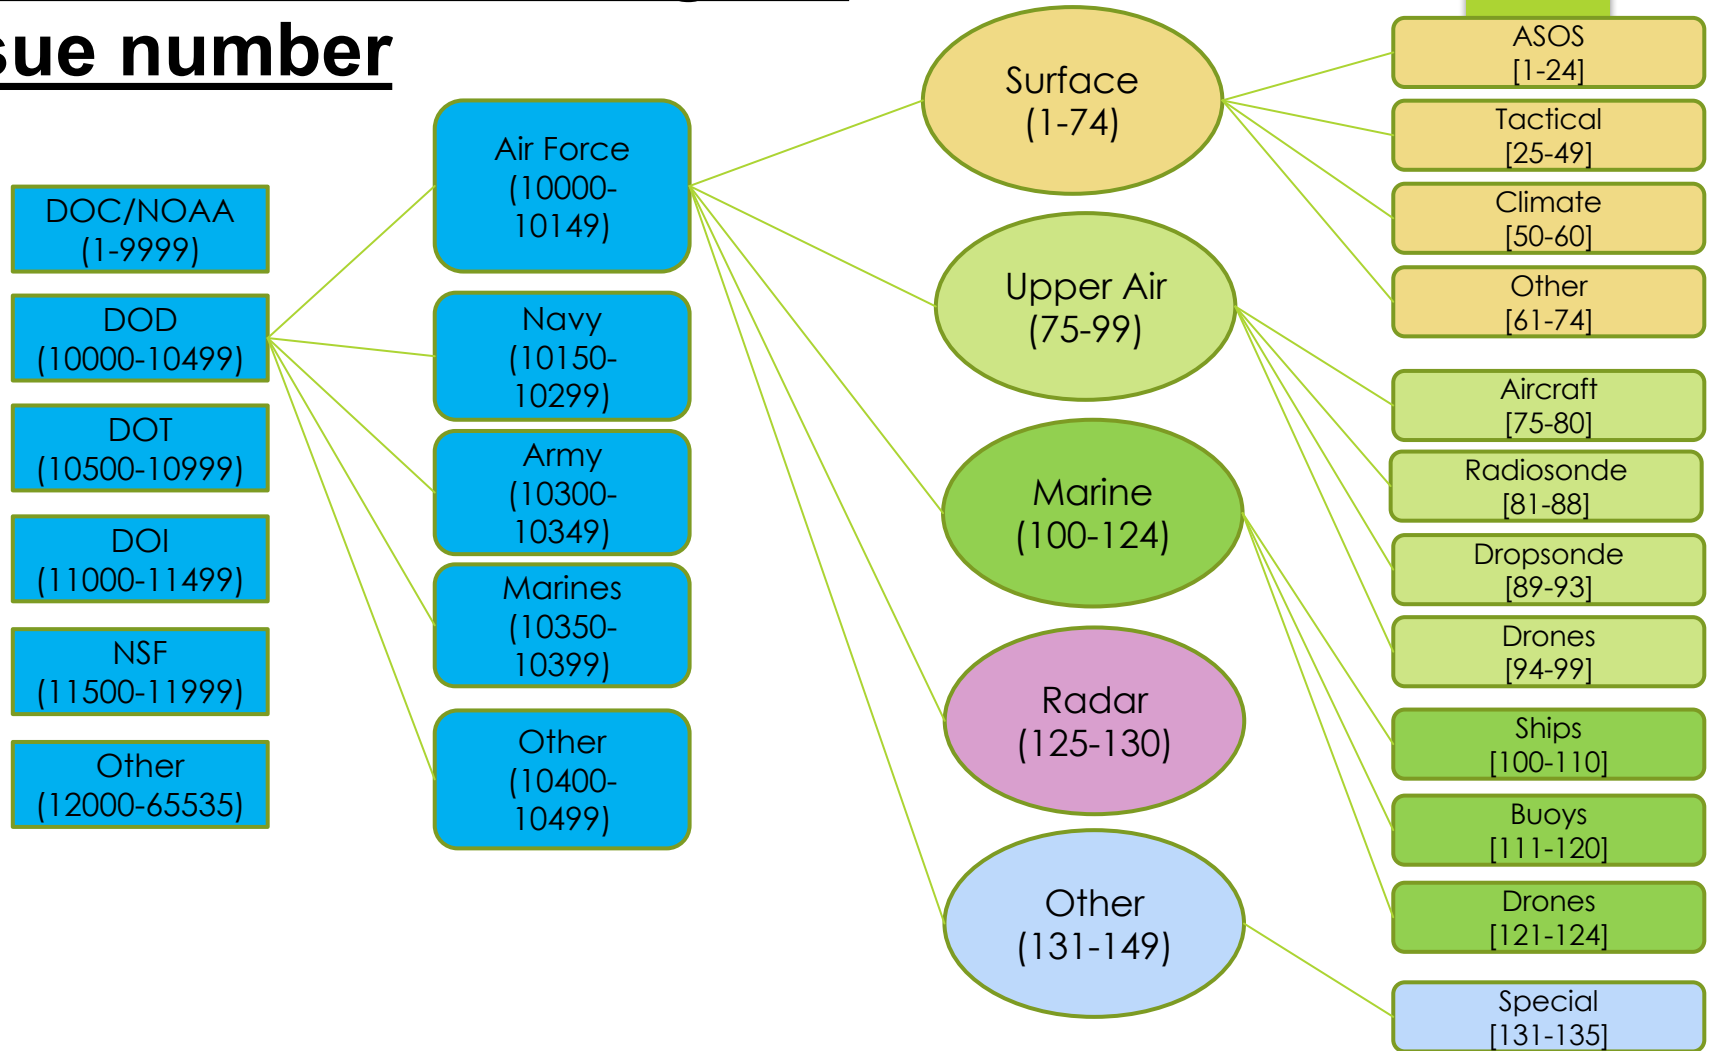 sue number
DOC/NOAA
(1-9999)
DOD
(10000-10499)
DOT
(10500-10999)
DOI
(11000-11499)
NSF
(11500-11999)
Other
(12000-65535)
Air Force
(10000-
10149)
Navy
(10150-
10299)
Army
(10300-
10349)
Marines
(10350-
10399)
Other
(10400-
10499)
Surface
(1-74)
Upper Air
(75-99)
Marine
(100-124)
Radar
(125-130)
Other
(131-149)
ASOS
[1-24]
Tactical
[25-49]
Climate
[50-60]
Other
[61-74]
Aircraft
[75-80]
Radiosonde
[81-88]
Dropsonde
[89-93]
Drones
[94-99]
Ships
[100-110]
Buoys
[111-120]
Drones
[121-124]
Special
[131-135]